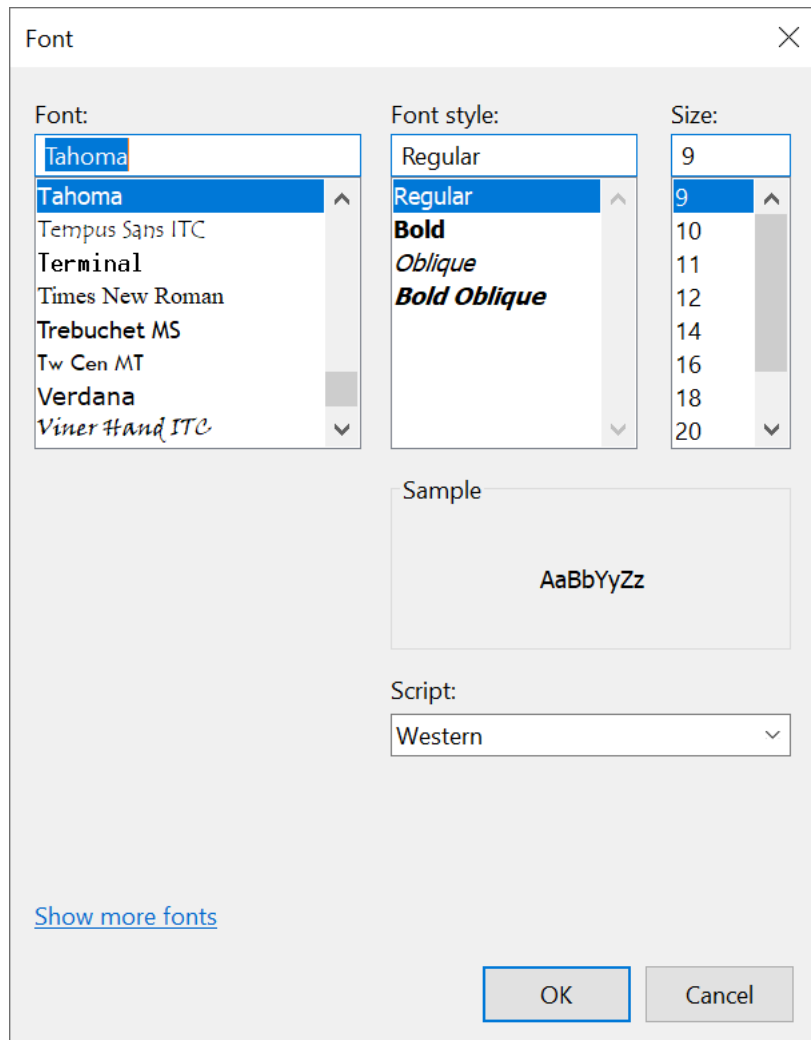 Font
Font:
Tahoma
Tahoma
Tempus Sans ITC
Terminal
Times New Roman
Trebuchet MS
Tw Cen MT
Verdana
Viner Hand ITC
Font style:
Regular
Regular
Bold
Oblique
Bold Oblique
Size:
9
9
10
11
12
14
16
18
20
Sample
AaBbYyZz
Script:
Western
Show more fonts
OK
Cancel